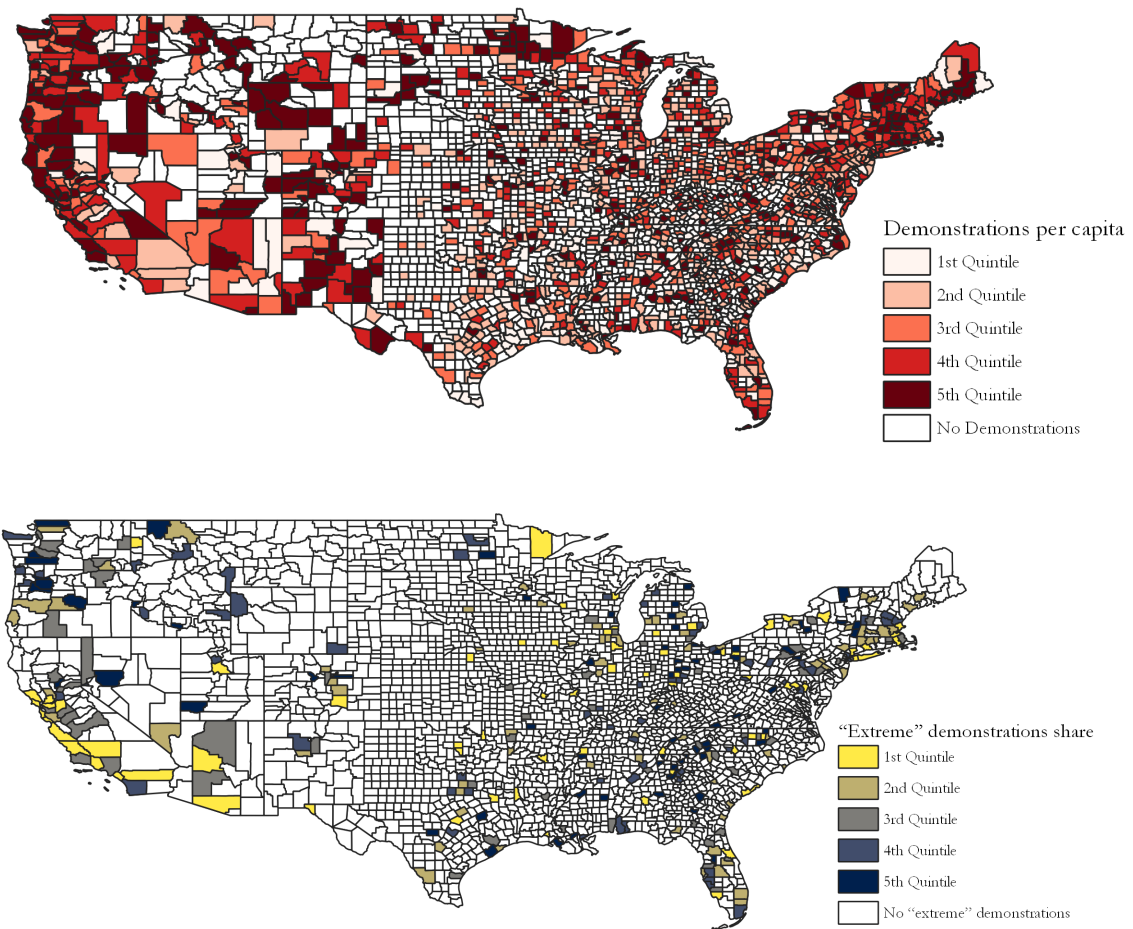 Demonstrations per capita
1st Quintile
2nd Quintile
3rd Quintile
4th Quintile
5th Quintile
No Demonstrations
“Extreme” demonstrations share
1st Quintile
2nd Quintile
3rd Quintile
4th Quintile
5th Quintile
No “extreme” demonstrations